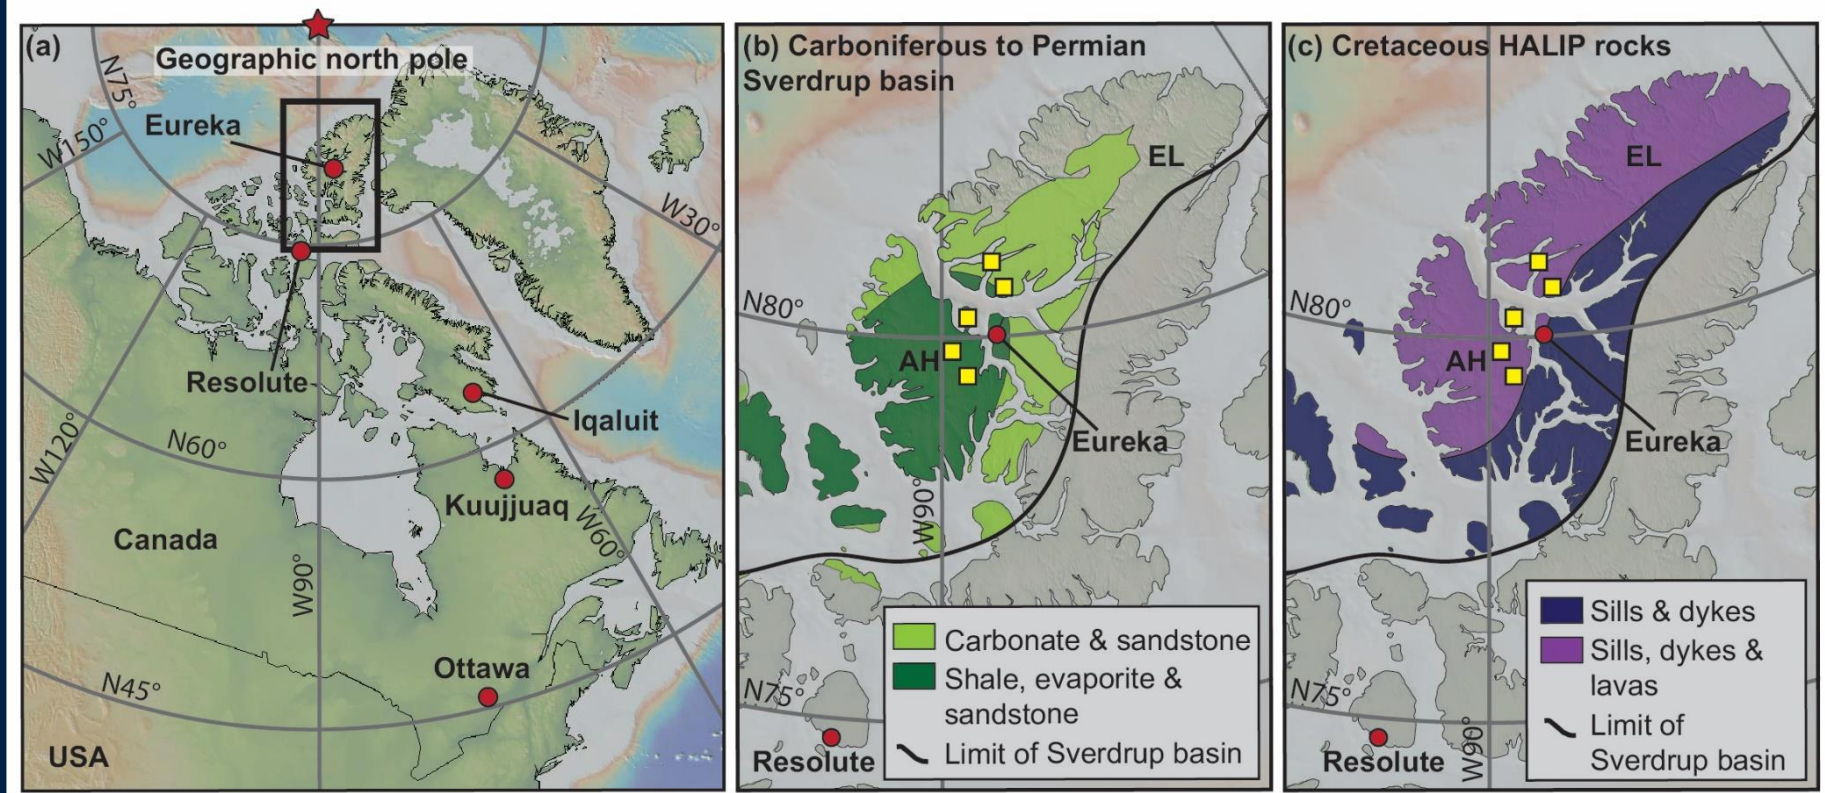 (a)
Geographic north pole
N75°
Eureka
W150°
W30°
Resolute
Iqaluit
W120°
N60°
Kuujjuaq
W60°
Canada
W90°
Ottawa
N45°
USA
(b) Carboniferous to Permian
Sverdrup basin
EL
N80°
AH
Eureka
W90°
Carbonate & sandstone
Shale, evaporite &
sandstone
Limit of Sverdrup basin
N75°
Resolute
(c) Cretaceous HALIP rocks
EL
N80°
AH
Eureka
Sills & dykes
Sills, dykes &
lavas
Limit of
Sverdrup basin
N75°
Resolute
W90°